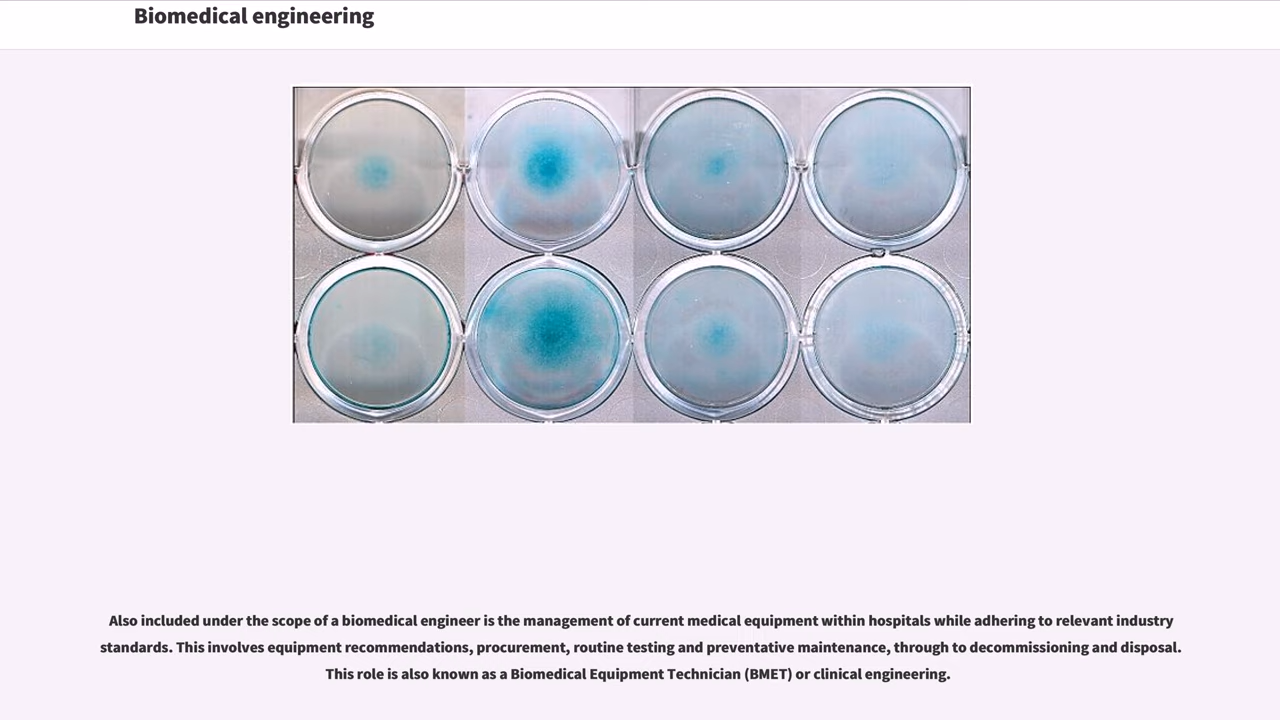 Biomedical engineering
Also included under the scope of a biomedical engineer is the management of current medical equipment within hospitals while adhering to relevant industry
standards. This involves equipment recommendations, procurement, routine testing and preventative maintenance, through to decommissioning and disposal.
This role is also known as a Biomedical Equipment Technician (BMET) or clinical engineering.